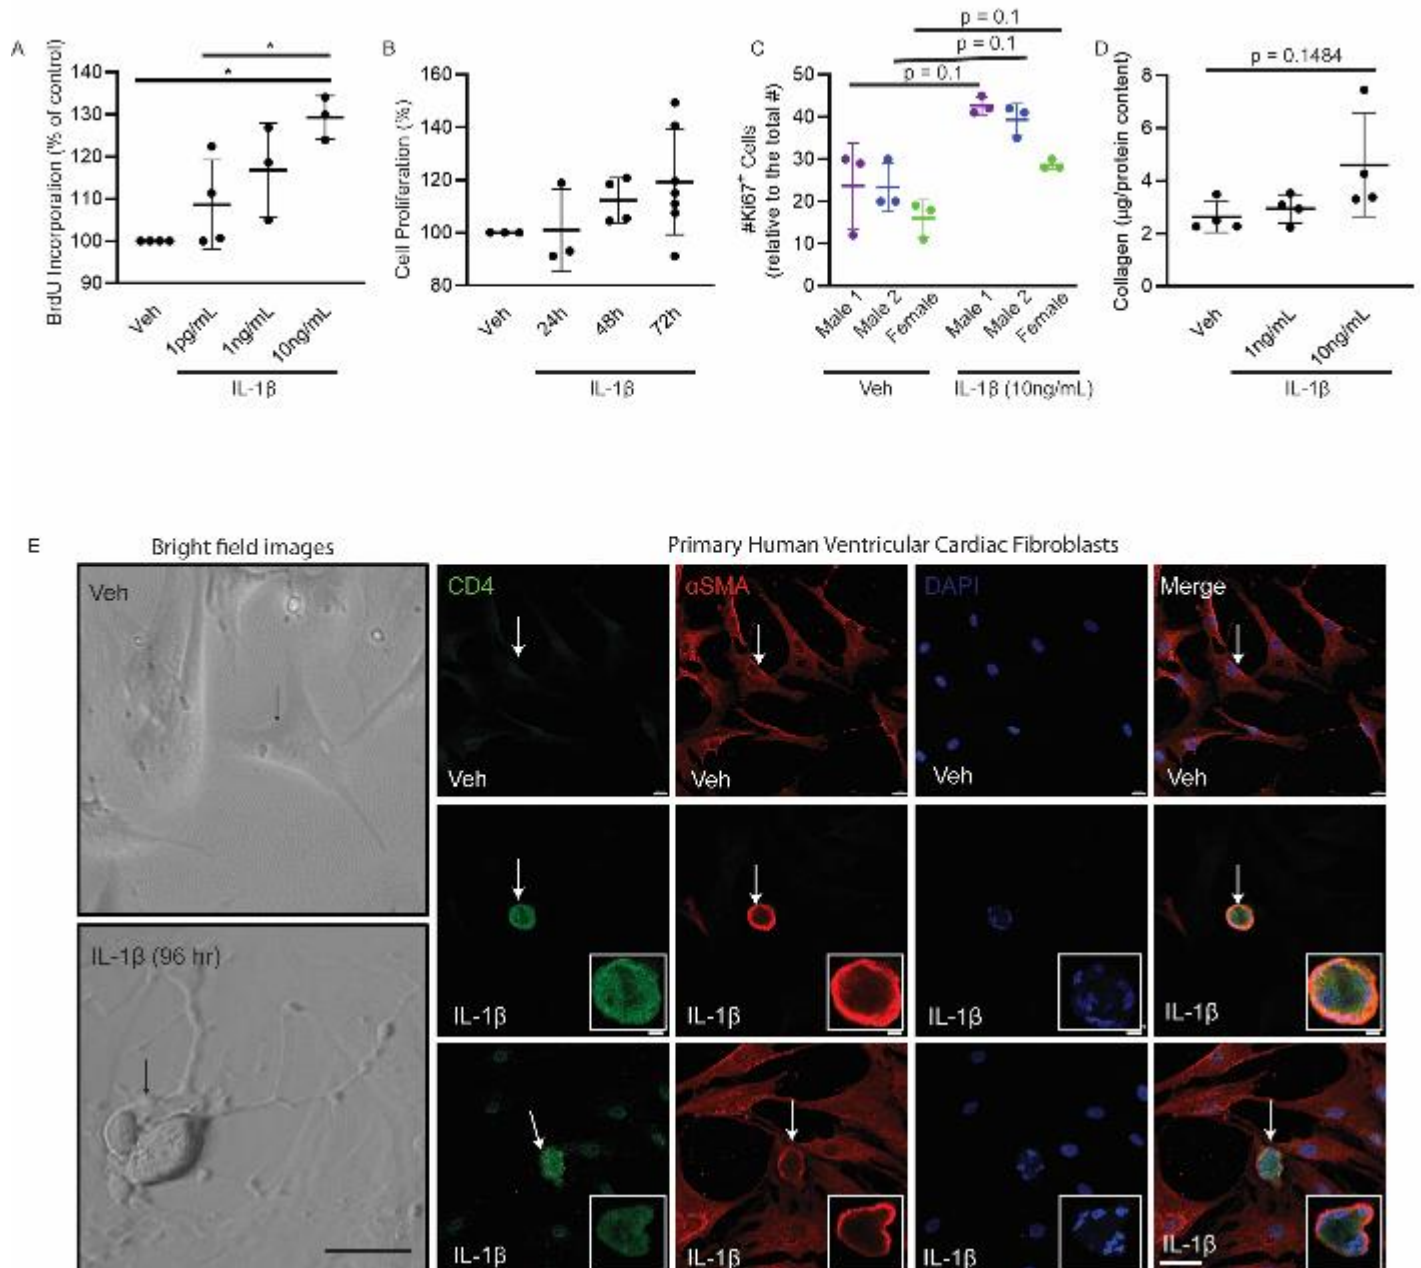 A
BrdU Incorporation (% of control)
140
130
120
110
100
90
*
*
Veh
1pg/mL
1ng/mL
10ng/mL
IL-1β
B
Cell Proliferation (%)
160
140
120
100
80
Veh
24h
48h
72h
IL-1β
C
#Ki67+ Cells
(relative to the total #)
50
40
30
20
10
0
p = 0.1
p = 0.1
p = 0.1
Male 1
Male 2
Female
Male 1
Male 2
Female
Veh
IL-1β (10ng/mL)
D
Collagen (µg/protein content)
8
6
4
2
0
p = 0.1484
Veh
1ng/mL
10ng/mL
IL-1β
E
Bright field images
Primary Human Ventricular Cardiac Fibroblasts
Veh
CD4
αSMA
DAPI
Merge
Veh
Veh
Veh
Veh
IL-1β (96 hr)
IL-1β
IL-1β
IL-1β
IL-1β
IL-1β
IL-1β
IL-1β
IL-1β